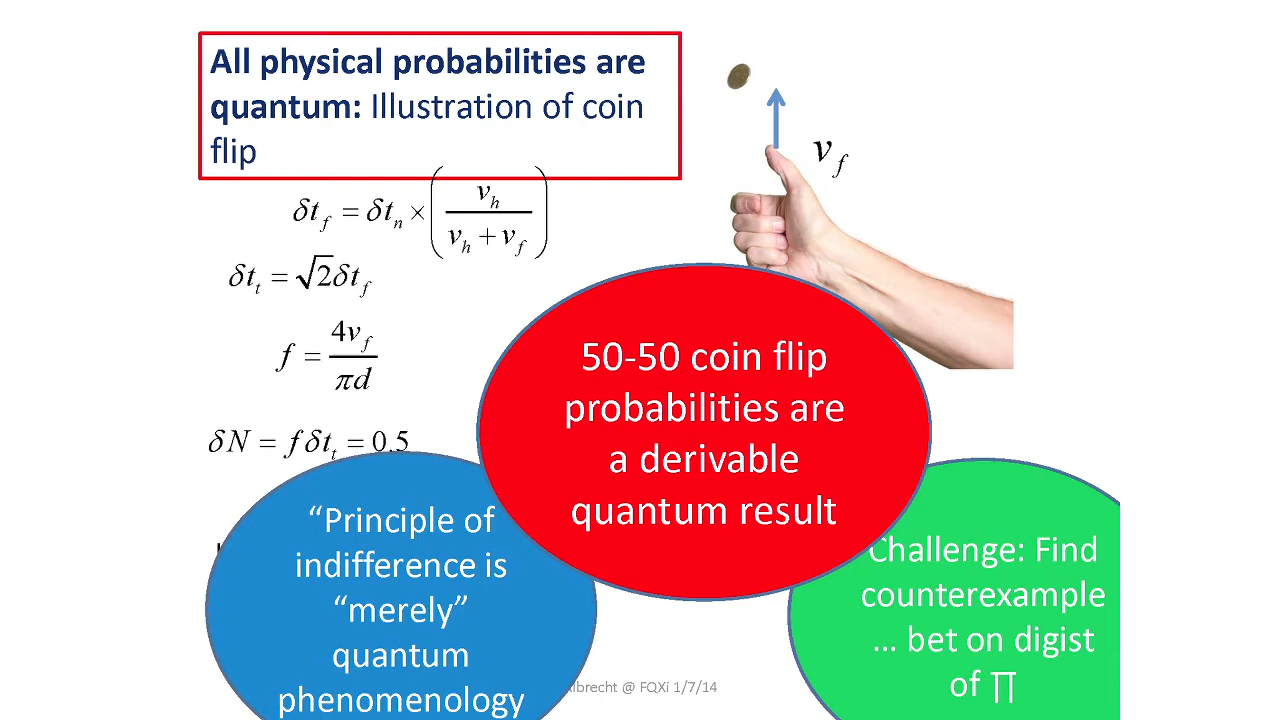 All physical probabilities are
quantum: Illustration of coin
flip
v_f
δt_f = δt_n × ( v_h / (v_h + v_f) )
δt_t = √2δt_f
f = 4v_f / πd
δN = fδt_t = 0.5
50-50 coin flip
probabilities are
a derivable
quantum result
“Principle of
indifference is
“merely”
quantum
phenomenology
Challenge: Find
counterexample
… bet on digist
of ∏
lbrecht @ FQXi 1/7/14